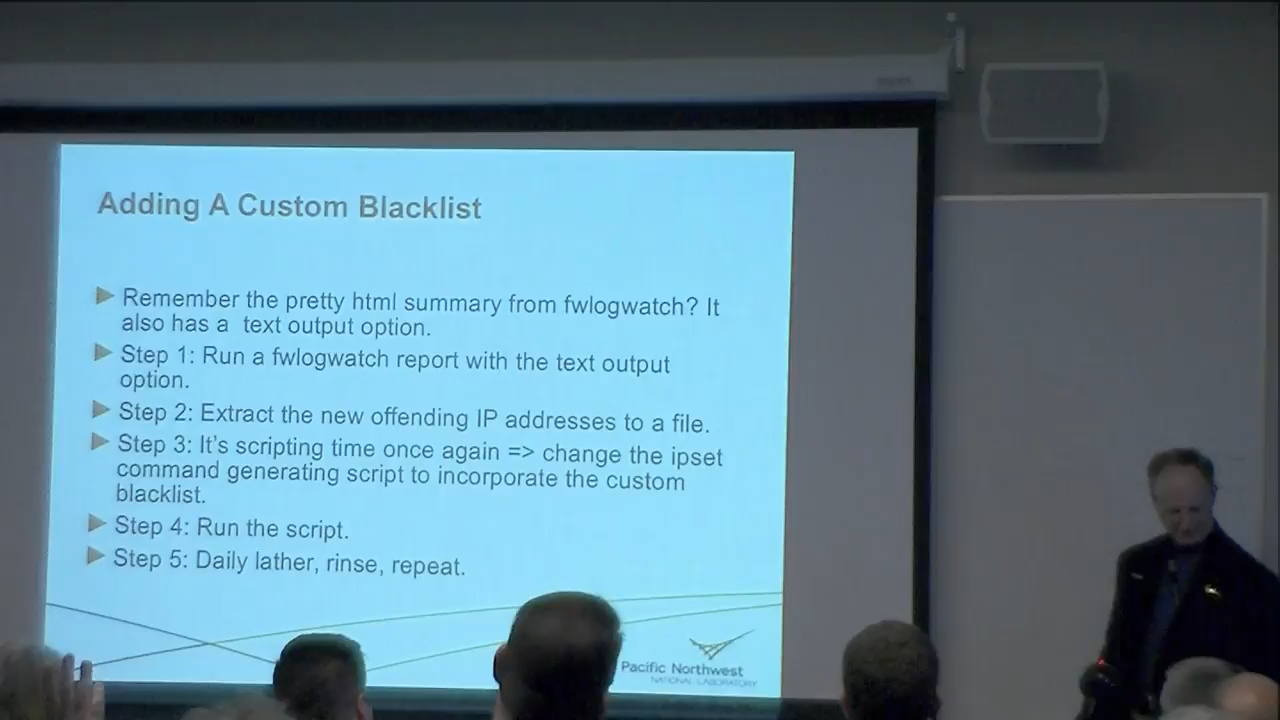 Adding A Custom Blacklist
Remember the pretty html summary from fwlogwatch? It
also has a text output option.
Step 1: Run a fwlogwatch report with the text output
option.
Step 2: Extract the new offending IP addresses to a file.
Step 3: It's scripting time once again => change the ipset
command generating script to incorporate the custom
blacklist.
Step 4: Run the script.
Step 5: Daily lather, rinse, repeat.
Pacific Northwest
NATIONAL LABORATORY